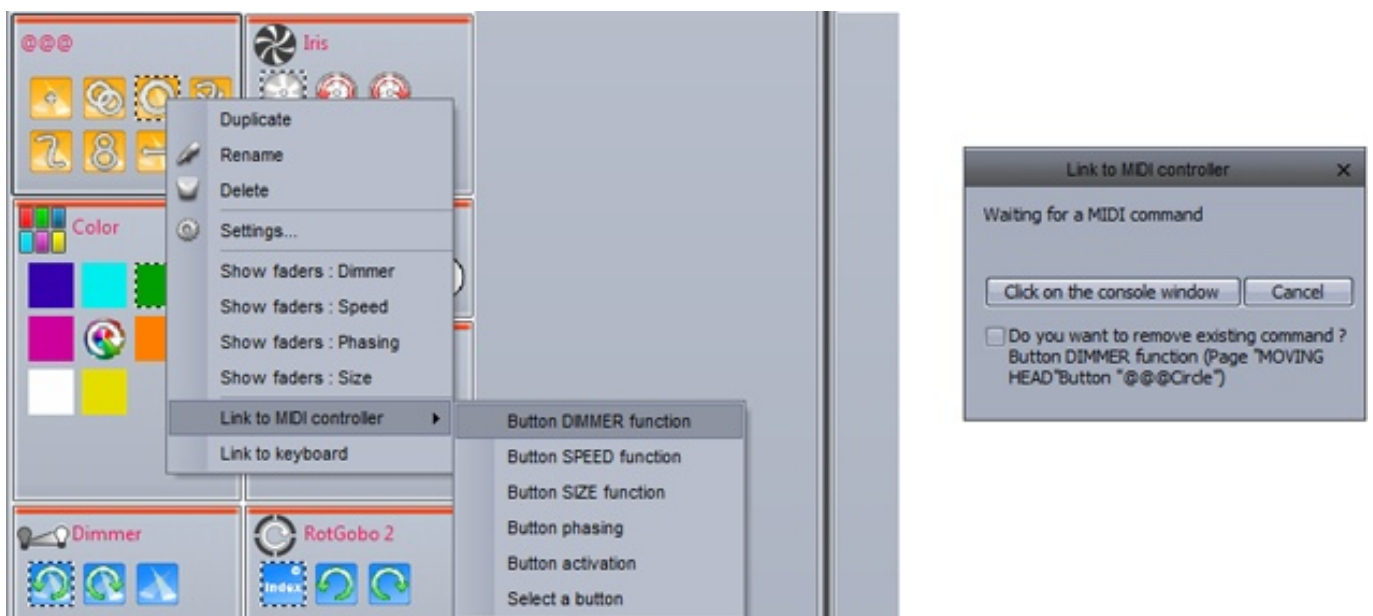 @@@
Iris
Duplicate
Rename
Delete
Color
Settings...
Show faders : Dimmer
Show faders : Speed
Show faders : Phasing
Show faders : Size
Link to MIDI controller
Link to keyboard
Button DIMMER function
Button SPEED function
Button SIZE function
Button phasing
Button activation
Select a button
Dimmer
RotGobo 2
Index
Link to MIDI controller
Waiting for a MIDI command
Click on the console window
Cancel
Do you want to remove existing command ?
Button DIMMER function (Page "MOVING
HEAD"Button "@@@Circle")